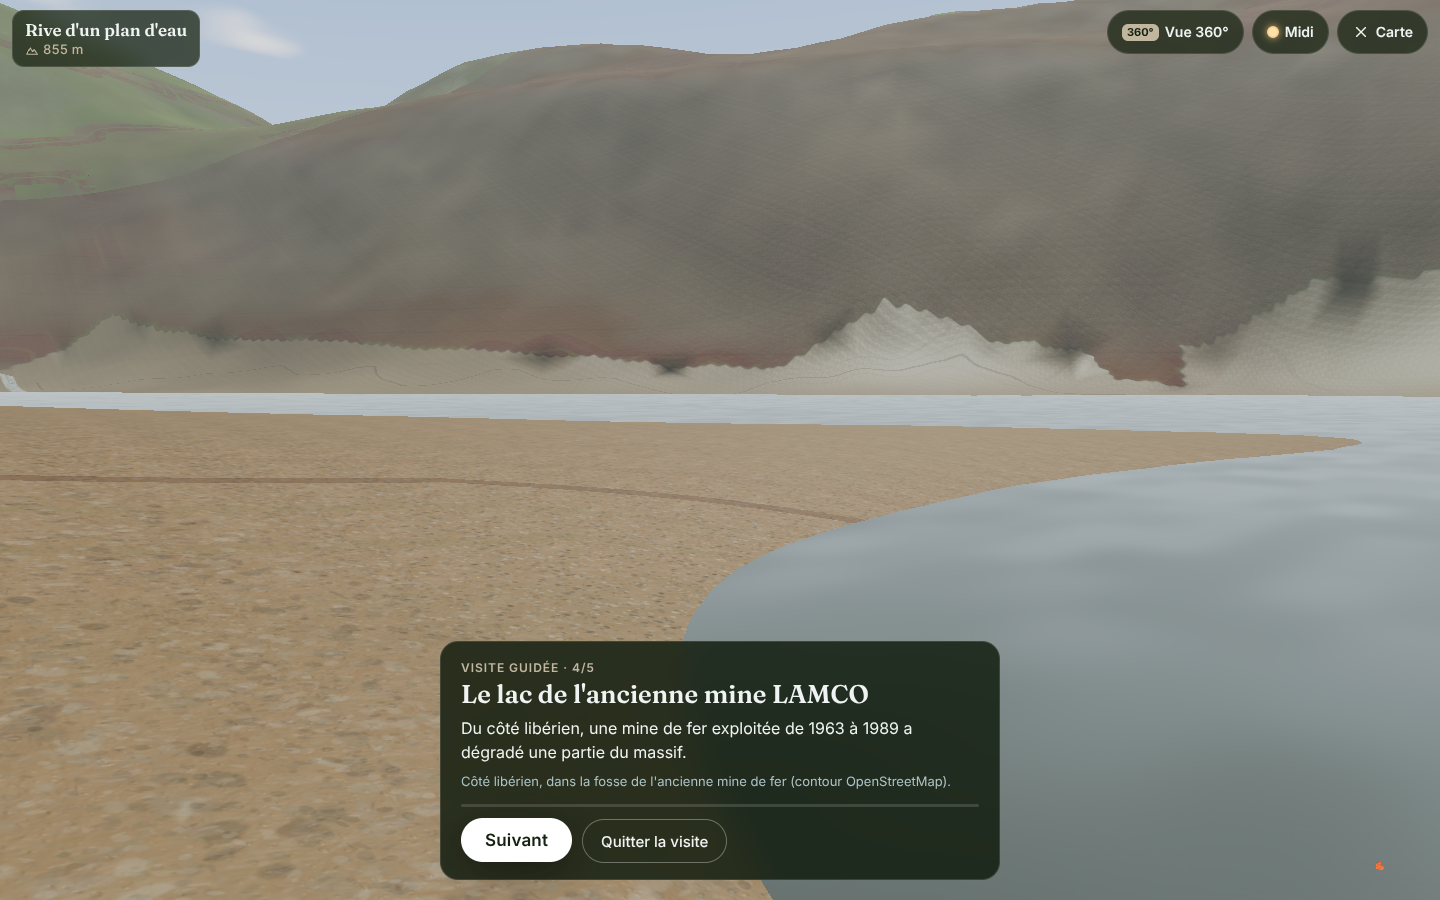 Rive d'un plan d'eau
855 m
360° Vue 360°
Midi
Carte
VISITE GUIDÉE · 4/5
Le lac de l'ancienne mine LAMCO
Du côté libérien, une mine de fer exploitée de 1963 à 1989 a
dégradé une partie du massif.
Côté libérien, dans la fosse de l'ancienne mine de fer (contour OpenStreetMap).
Suivant
Quitter la visite